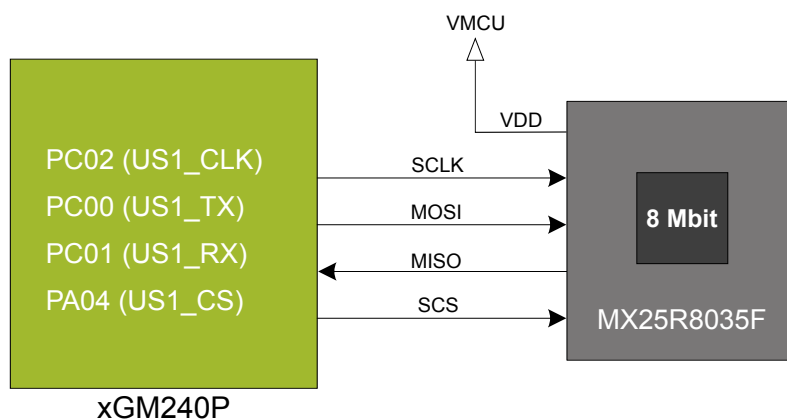 VMCU
VDD
PC02 (US1_CLK)
SCLK
PC00 (US1_TX)
MOSI
8 Mbit
PC01 (US1_RX)
MISO
PA04 (US1_CS)
SCS
MX25R8035F
xGM240P